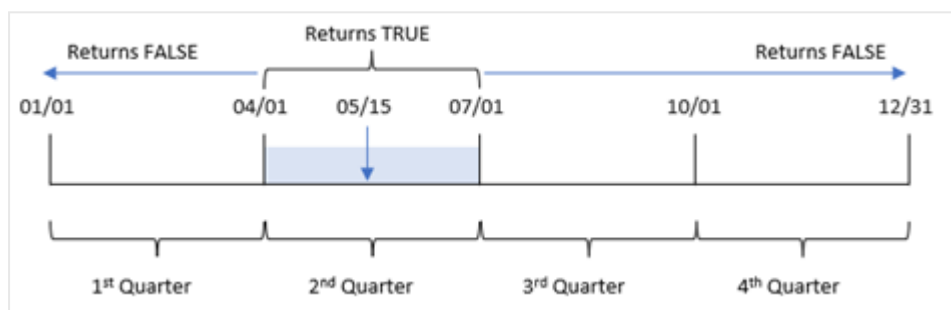 Returns TRUE
Returns FALSE
Returns FALSE
01/01
04/01
05/15
07/01
10/01
12/31
1st Quarter
2nd Quarter
3rd Quarter
4th Quarter